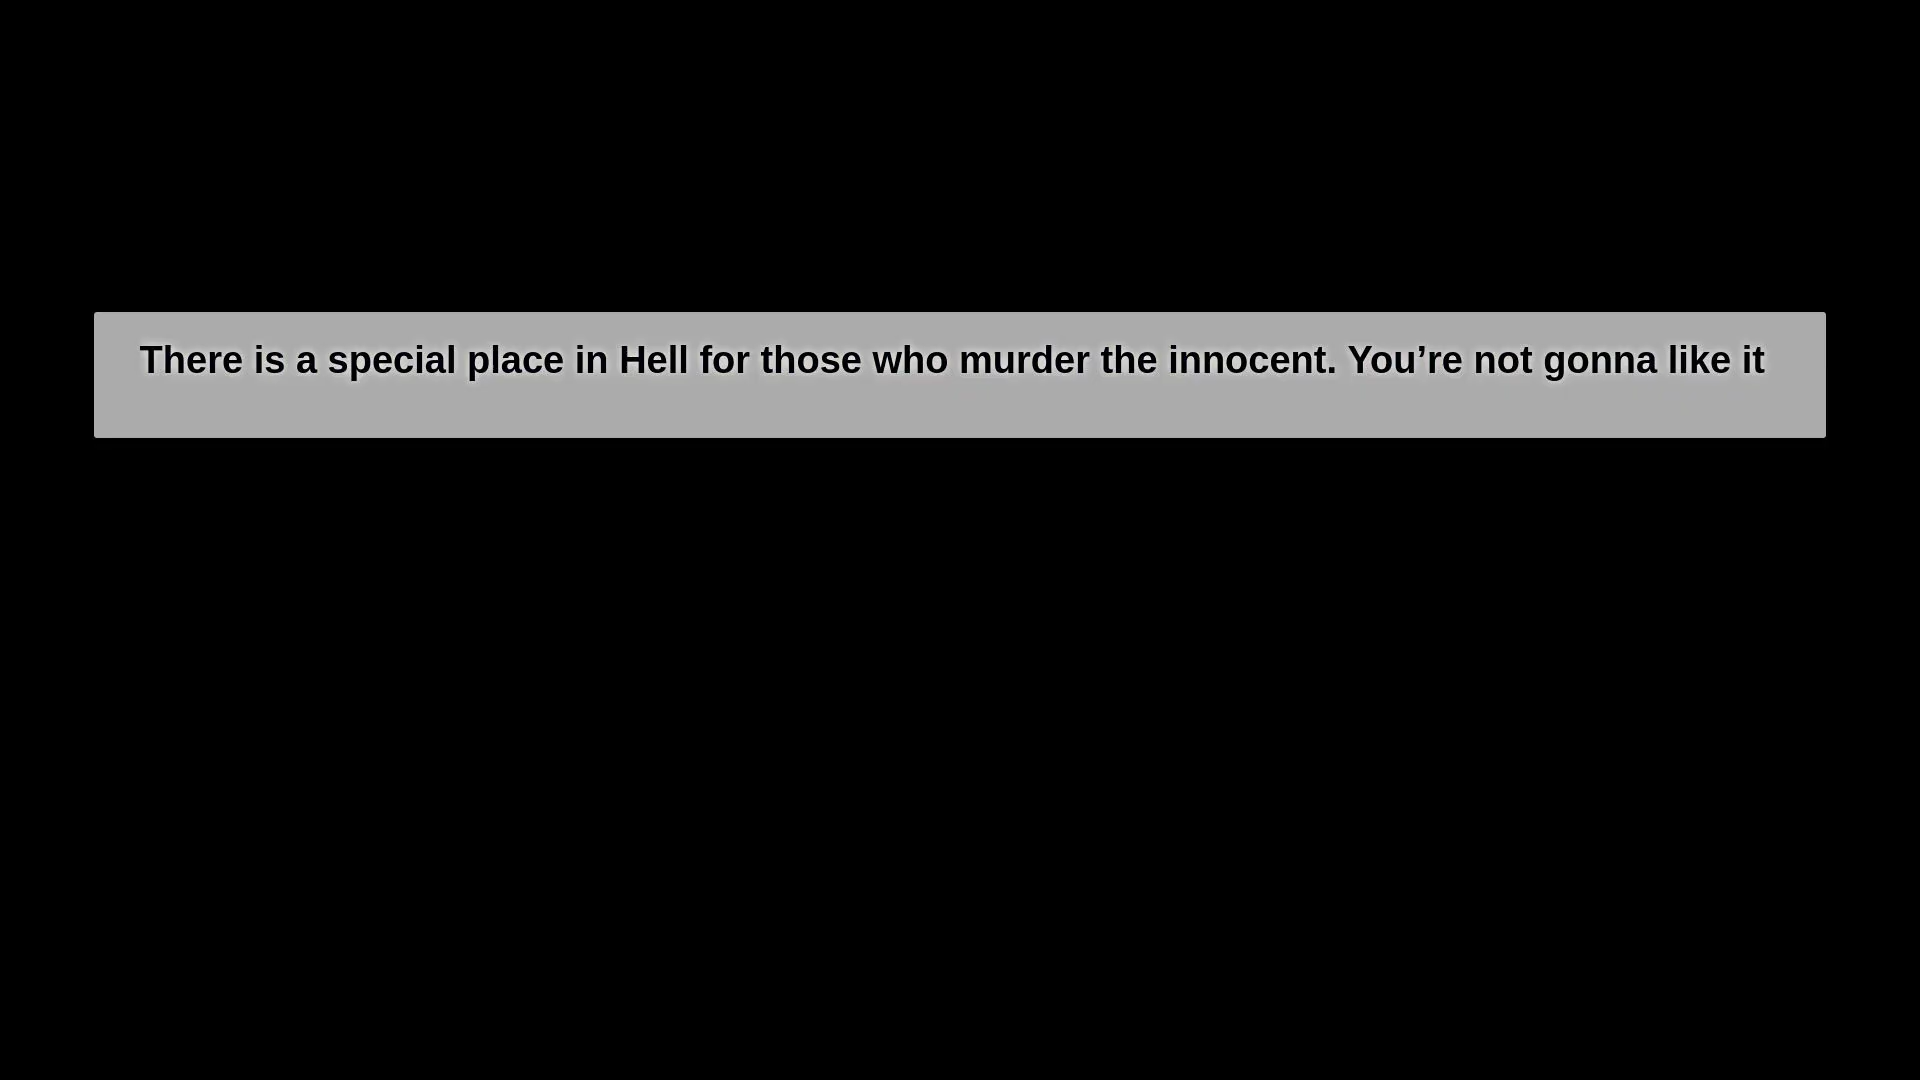 There is a special place in Hell for those who murder the innocent. You’re not gonna like it